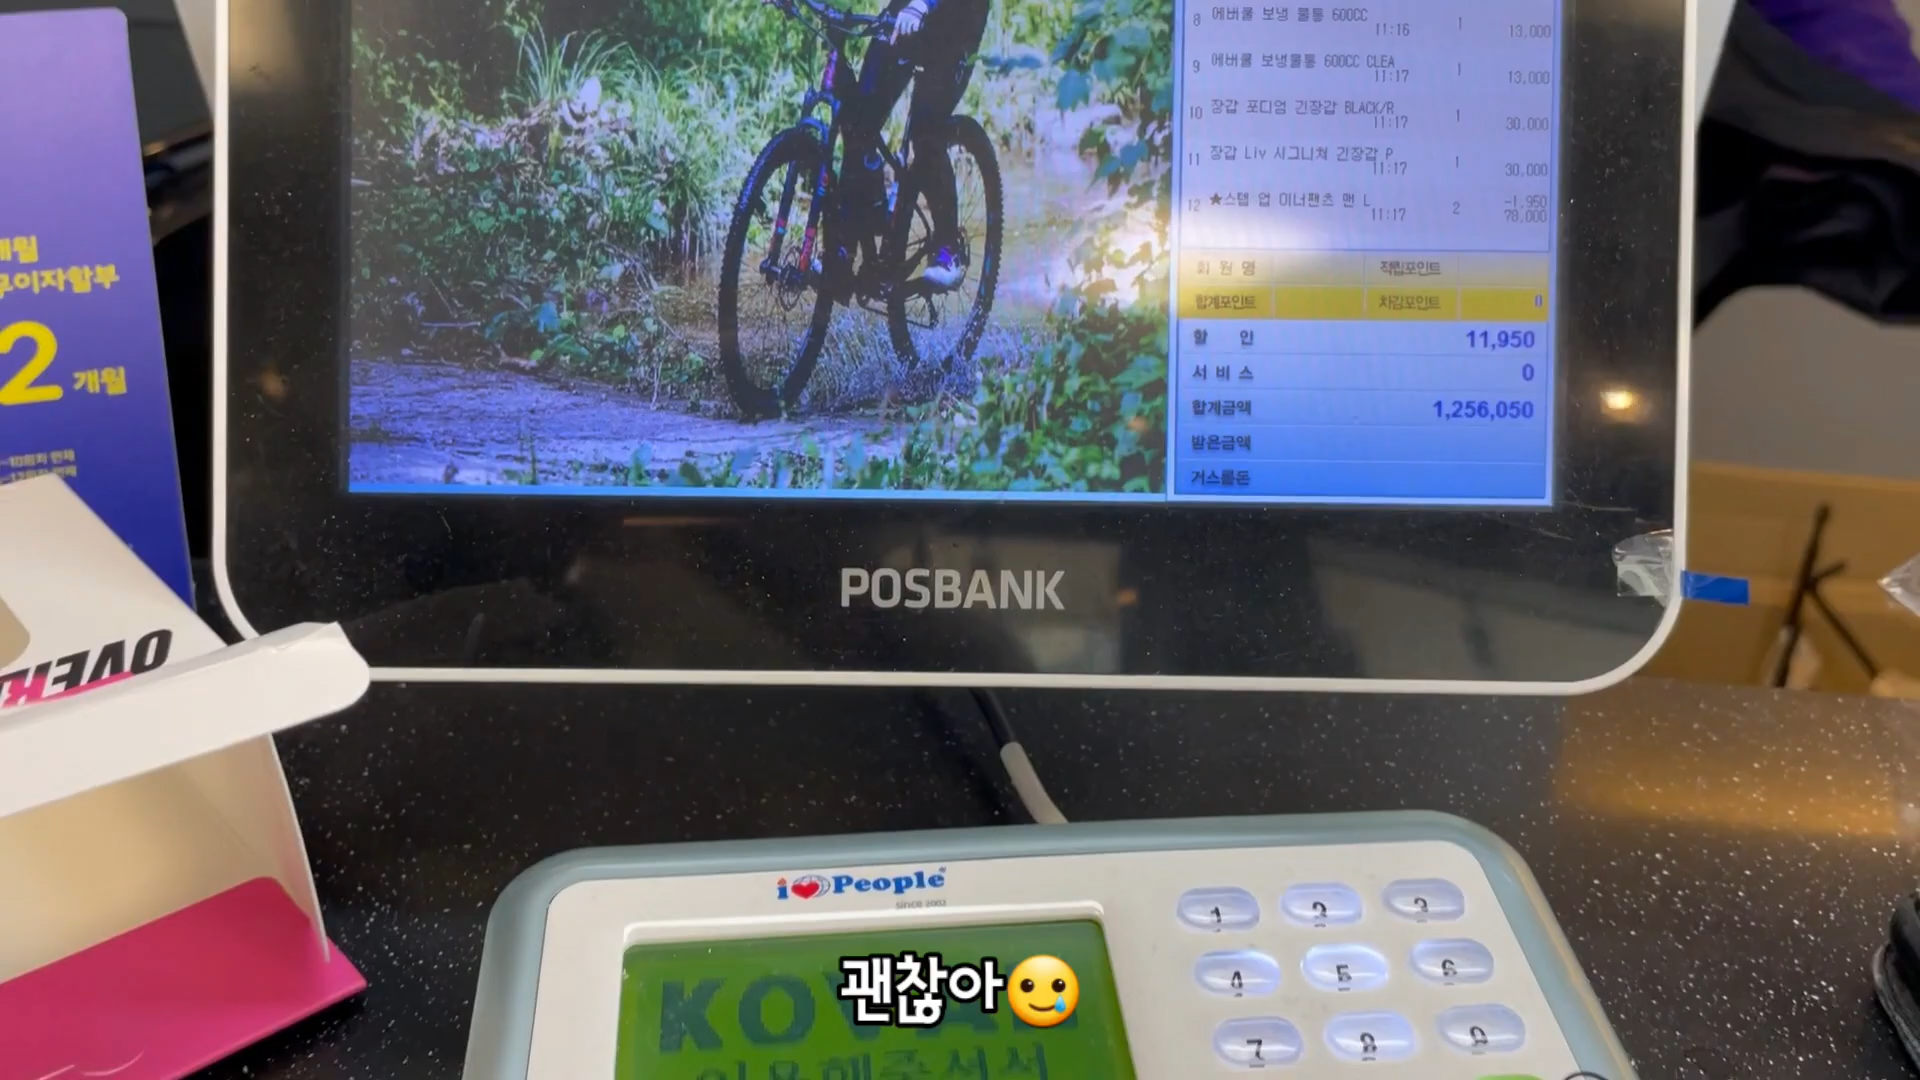 8 에버쿨 보냉 물통 600CC
11:16 1 13,000
9 에버쿨 보냉물통 600CC CLEA
11:17 1 13,000
10 장갑 포디엄 긴장갑 BLACK/R
11:17 1 30,000
11 장갑 Liv 시그니쳐 긴장갑 P
11:17 1 30,000
12 ★스텝 업 이너팬츠 맨 L -1,950
11:17 2 78,000
회 원 명 적립포인트
합계포인트 차감포인트 0
할 인 11,950
서 비 스 0
합계금액 1,256,050
받은금액
거스름돈
개월
무이자할부
2 개월
POSBANK
OVER
i People
since 2002
1 2 3
4 5 6
7 8 9
괜찮아🥲